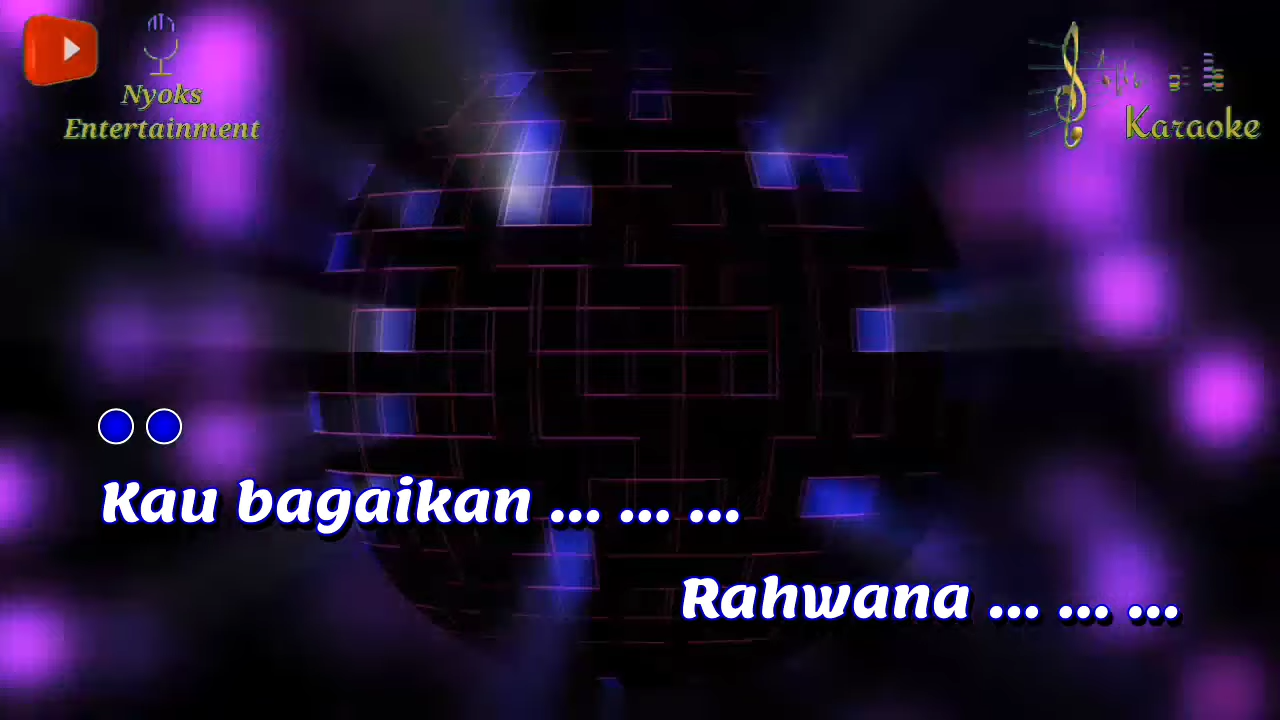 Nyoks
Entertainment
Karaoke
Kau bagaikan ... ... ...
Rahwana ... ... ...